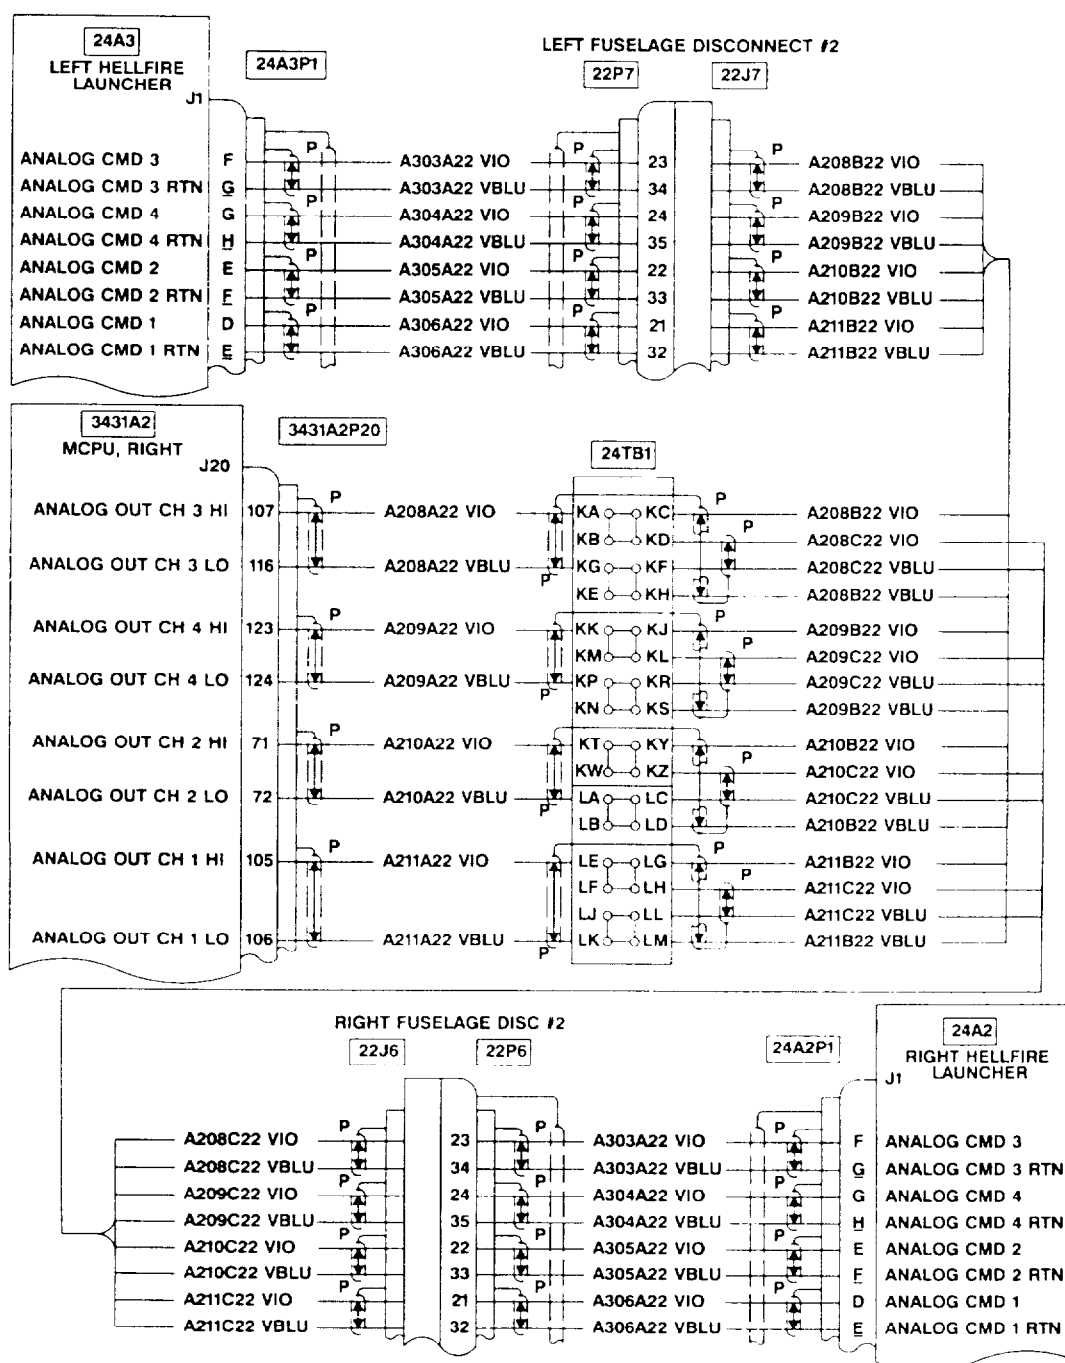 24A3
LEFT HELLFIRE
LAUNCHER
J1
24A3P1
LEFT FUSELAGE DISCONNECT #2
22P7
22J7
P P P
ANALOG CMD 3 F A303A22 VIO 23 A208B22 VIO
ANALOG CMD 3 RTN G A303A22 VBLU 34 A208B22 VBLU
P P P
ANALOG CMD 4 G A304A22 VIO 24 A209B22 VIO
ANALOG CMD 4 RTN H A304A22 VBLU 35 A209B22 VBLU
P P P
ANALOG CMD 2 E A305A22 VIO 22 A210B22 VIO
ANALOG CMD 2 RTN F A305A22 VBLU 33 A210B22 VBLU
P P P
ANALOG CMD 1 D A306A22 VIO 21 A211B22 VIO
ANALOG CMD 1 RTN E A306A22 VBLU 32 A211B22 VBLU
3431A2
MCPU, RIGHT
J20
3431A2P20
24TB1
P P
ANALOG OUT CH 3 HI 107 A208A22 VIO KA KC A208B22 VIO
KB KD P A208C22 VIO
ANALOG OUT CH 3 LO 116 A208A22 VBLU P KG KF A208C22 VBLU
KE KH A208B22 VBLU
P P
ANALOG OUT CH 4 HI 123 A209A22 VIO KK KJ A209B22 VIO
KM KL P A209C22 VIO
ANALOG OUT CH 4 LO 124 A209A22 VBLU P KP KR A209C22 VBLU
KN KS A209B22 VBLU
P P
ANALOG OUT CH 2 HI 71 A210A22 VIO KT KY A210B22 VIO
KW KZ P A210C22 VIO
ANALOG OUT CH 2 LO 72 A210A22 VBLU P LA LC A210C22 VBLU
LB LD A210B22 VBLU
P P
ANALOG OUT CH 1 HI 105 A211A22 VIO LE LG A211B22 VIO
LF LH P A211C22 VIO
LJ LL A211C22 VBLU
ANALOG OUT CH 1 LO 106 A211A22 VBLU P LK LM A211B22 VBLU
RIGHT FUSELAGE DISC #2
22J6
22P6
24A2P1
24A2
RIGHT HELLFIRE
LAUNCHER
J1
P P P
A208C22 VIO 23 A303A22 VIO F ANALOG CMD 3
A208C22 VBLU 34 A303A22 VBLU G ANALOG CMD 3 RTN
P P P
A209C22 VIO 24 A304A22 VIO G ANALOG CMD 4
A209C22 VBLU 35 A304A22 VBLU H ANALOG CMD 4 RTN
P P P
A210C22 VIO 22 A305A22 VIO E ANALOG CMD 2
A210C22 VBLU 33 A305A22 VBLU F ANALOG CMD 2 RTN
P P P
A211C22 VIO 21 A306A22 VIO D ANALOG CMD 1
A211C22 VBLU 32 A306A22 VBLU E ANALOG CMD 1 RTN